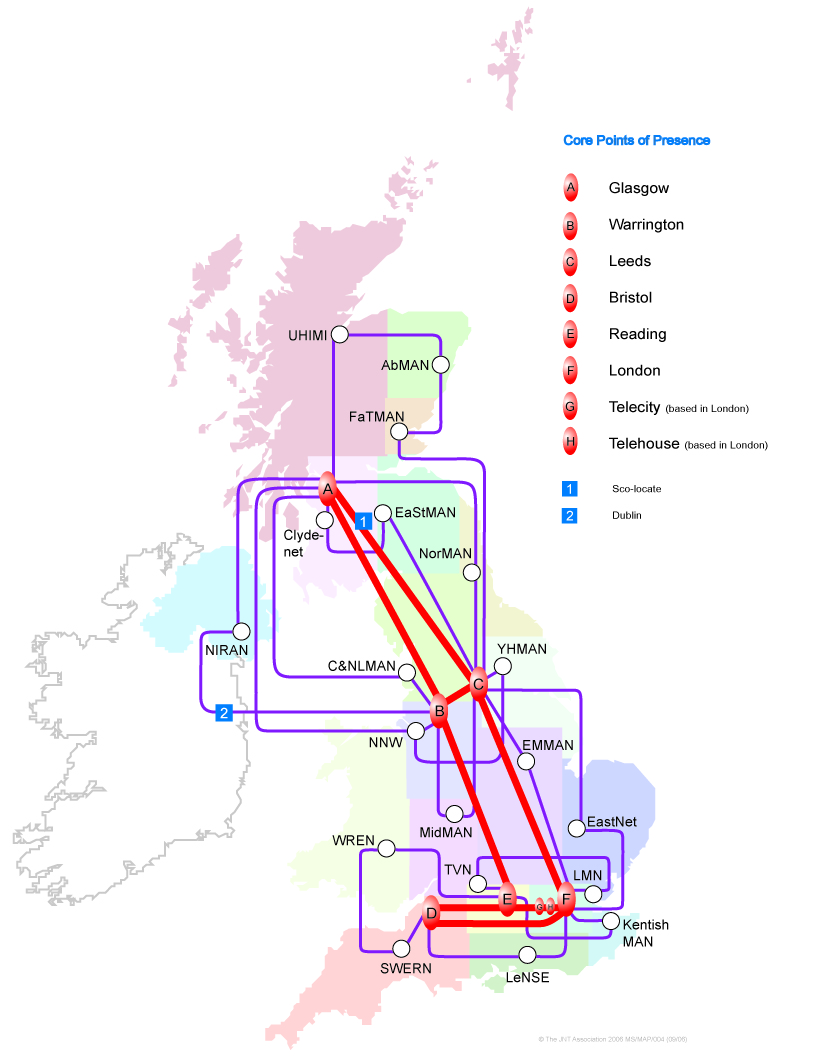 Core Points of Presence
A Glasgow
B Warrington
C Leeds
D Bristol
E Reading
F London
G Telecity (based in London)
H Telehouse (based in London)
1 Sco-locate
2 Dublin
UHIMI
AbMAN
FaTMAN
A
1
EaStMAN
Clyde-
net
NorMAN
NIRAN
YHMAN
C&NLMAN
C
B
2
NNW
EMMAN
MidMAN
EastNet
WREN
TVN
LMN
E
G
H
F
D
Kentish
MAN
SWERN
LeNSE
© The JNT Association 2006 MS/MAP/004 (09/06)